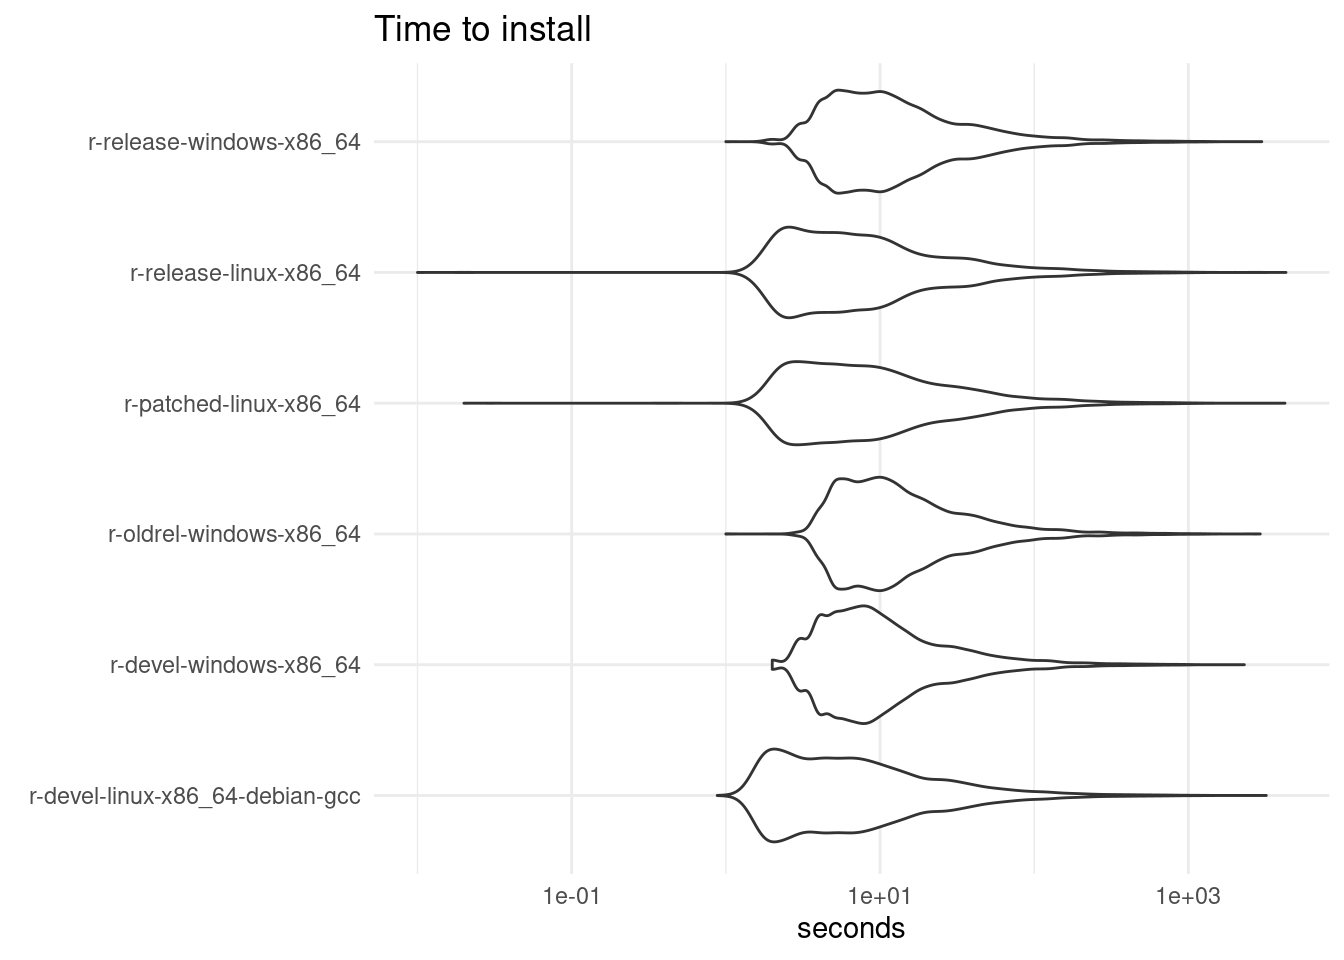 Time to install
r-release-windows-x86_64
r-release-linux-x86_64
r-patched-linux-x86_64
r-oldrel-windows-x86_64
r-devel-windows-x86_64
r-devel-linux-x86_64-debian-gcc
1e-01 1e+01 1e+03
seconds